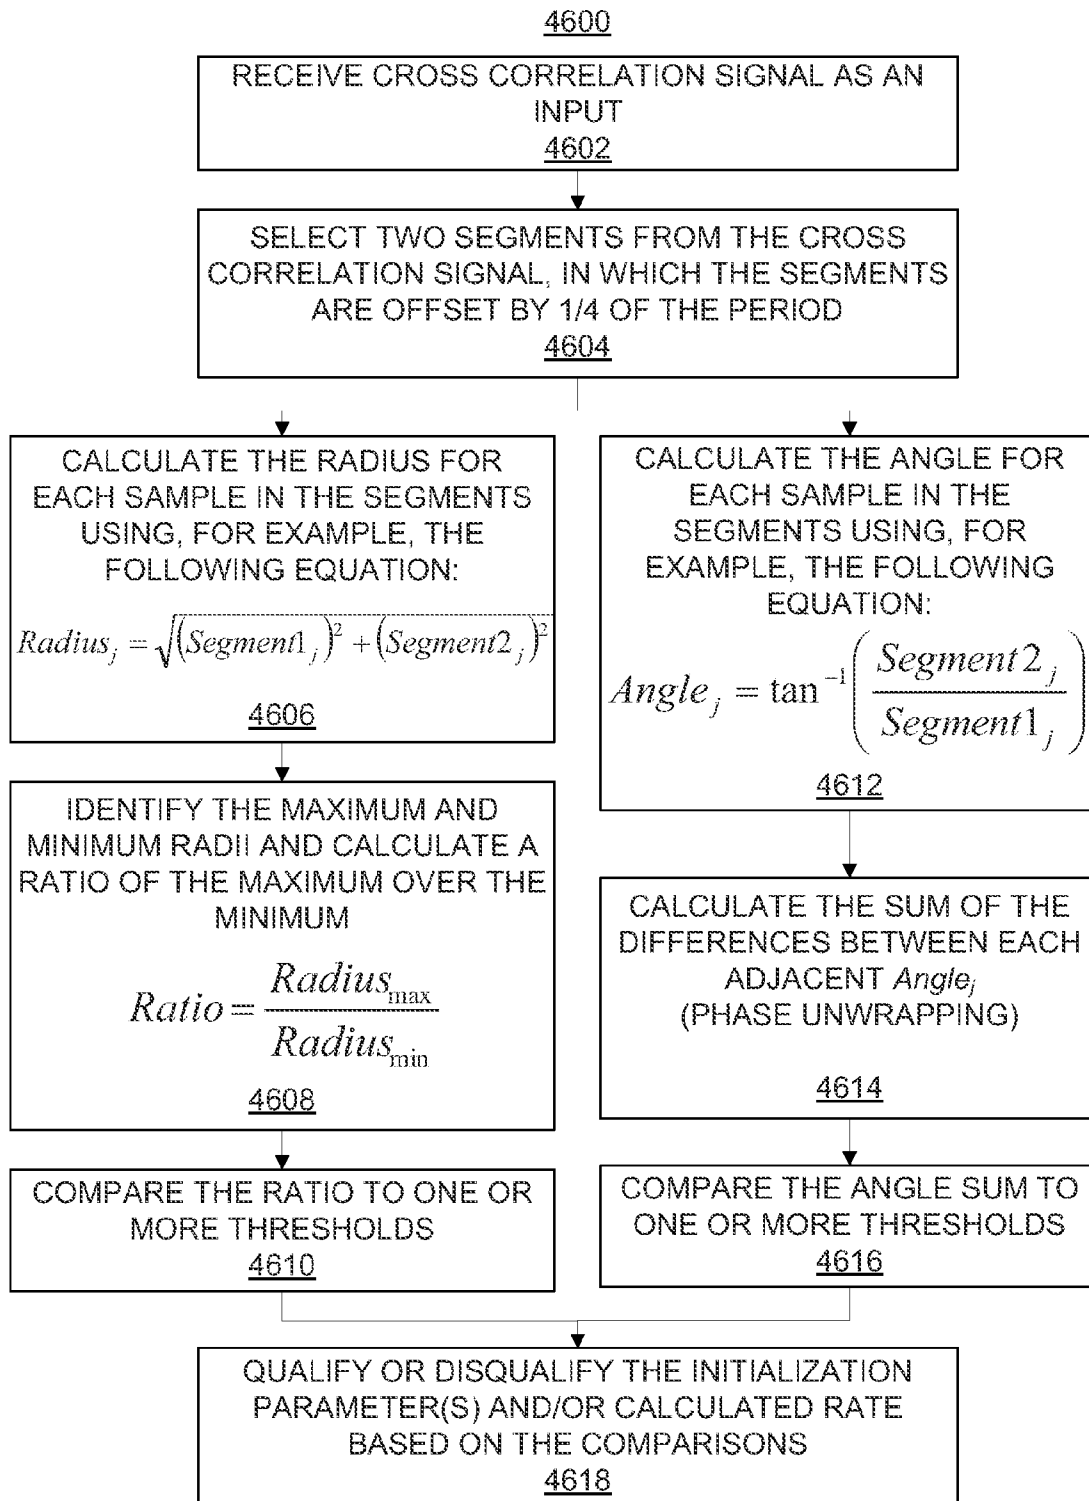 4600
RECEIVE CROSS CORRELATION SIGNAL AS AN
INPUT
4602
SELECT TWO SEGMENTS FROM THE CROSS
CORRELATION SIGNAL, IN WHICH THE SEGMENTS
ARE OFFSET BY 1/4 OF THE PERIOD
4604
CALCULATE THE RADIUS FOR
EACH SAMPLE IN THE SEGMENTS
USING, FOR EXAMPLE, THE
FOLLOWING EQUATION:
Radius_j = √((Segment1_j)² + (Segment2_j)²)
4606
IDENTIFY THE MAXIMUM AND
MINIMUM RADII AND CALCULATE A
RATIO OF THE MAXIMUM OVER THE
MINIMUM
Ratio = Radius_max / Radius_min
4608
COMPARE THE RATIO TO ONE OR
MORE THRESHOLDS
4610
CALCULATE THE ANGLE FOR
EACH SAMPLE IN THE
SEGMENTS USING, FOR
EXAMPLE, THE FOLLOWING
EQUATION:
Angle_j = tan⁻¹(Segment2_j / Segment1_j)
4612
CALCULATE THE SUM OF THE
DIFFERENCES BETWEEN EACH
ADJACENT Angle_j
(PHASE UNWRAPPING)
4614
COMPARE THE ANGLE SUM TO
ONE OR MORE THRESHOLDS
4616
QUALIFY OR DISQUALIFY THE INITIALIZATION
PARAMETER(S) AND/OR CALCULATED RATE
BASED ON THE COMPARISONS
4618